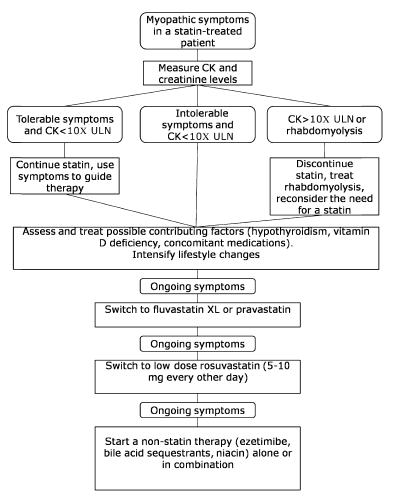 Myopathic symptoms
in a statin-treated
patient
Measure CK and
creatinine levels
Tolerable symptoms
and CK<10X ULN
Intolerable
symptoms and
CK<10X ULN
CK>10X ULN or
rhabdomyolysis
Continue statin, use
symptoms to guide
therapy
Discontinue
statin, treat
rhabdomyolysis,
reconsider the need
for a statin
Assess and treat possible contributing factors (hypothyroidism, vitamin
D deficiency, concomitant medications).
Intensify lifestyle changes
Ongoing symptoms
Switch to fluvastatin XL or pravastatin
Ongoing symptoms
Switch to low dose rosuvastatin (5-10
mg every other day)
Ongoing symptoms
Start a non-statin therapy (ezetimibe,
bile acid sequestrants, niacin) alone or
in combination